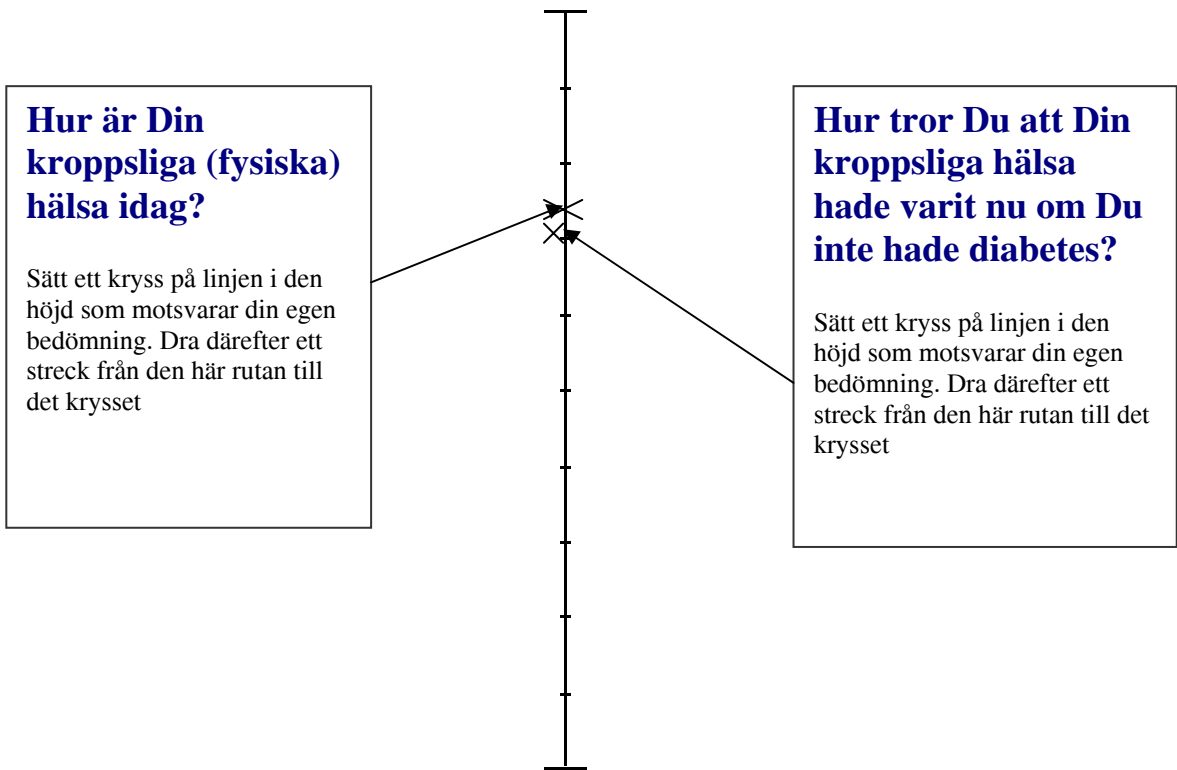 Hur är Din
kroppsliga (fysiska)
hälsa idag?
Sätt ett kryss på linjen i den
höjd som motsvarar din egen
bedömning. Dra därefter ett
streck från den här rutan till
det krysset
Hur tror Du att Din
kroppsliga hälsa
hade varit nu om Du
inte hade diabetes?
Sätt ett kryss på linjen i den
höjd som motsvarar din egen
bedömning. Dra därefter ett
streck från den här rutan till det
krysset